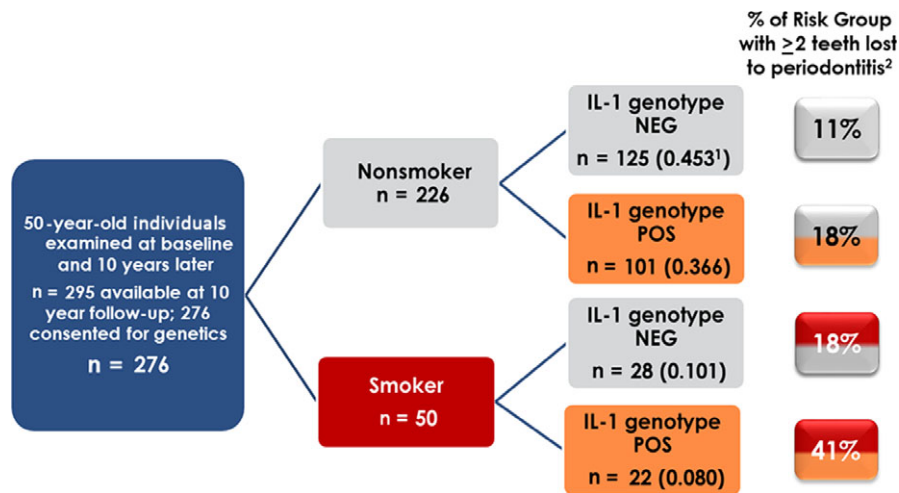 % of Risk Group
with ≥2 teeth lost
to periodontitis²
50-year-old individuals
examined at baseline
and 10 years later
n = 295 available at 10
year follow-up; 276
consented for genetics
n = 276
Nonsmoker
n = 226
IL-1 genotype
NEG
n = 125 (0.453¹)
11%
IL-1 genotype
POS
n = 101 (0.366)
18%
Smoker
n = 50
IL-1 genotype
NEG
n = 28 (0.101)
18%
IL-1 genotype
POS
n = 22 (0.080)
41%